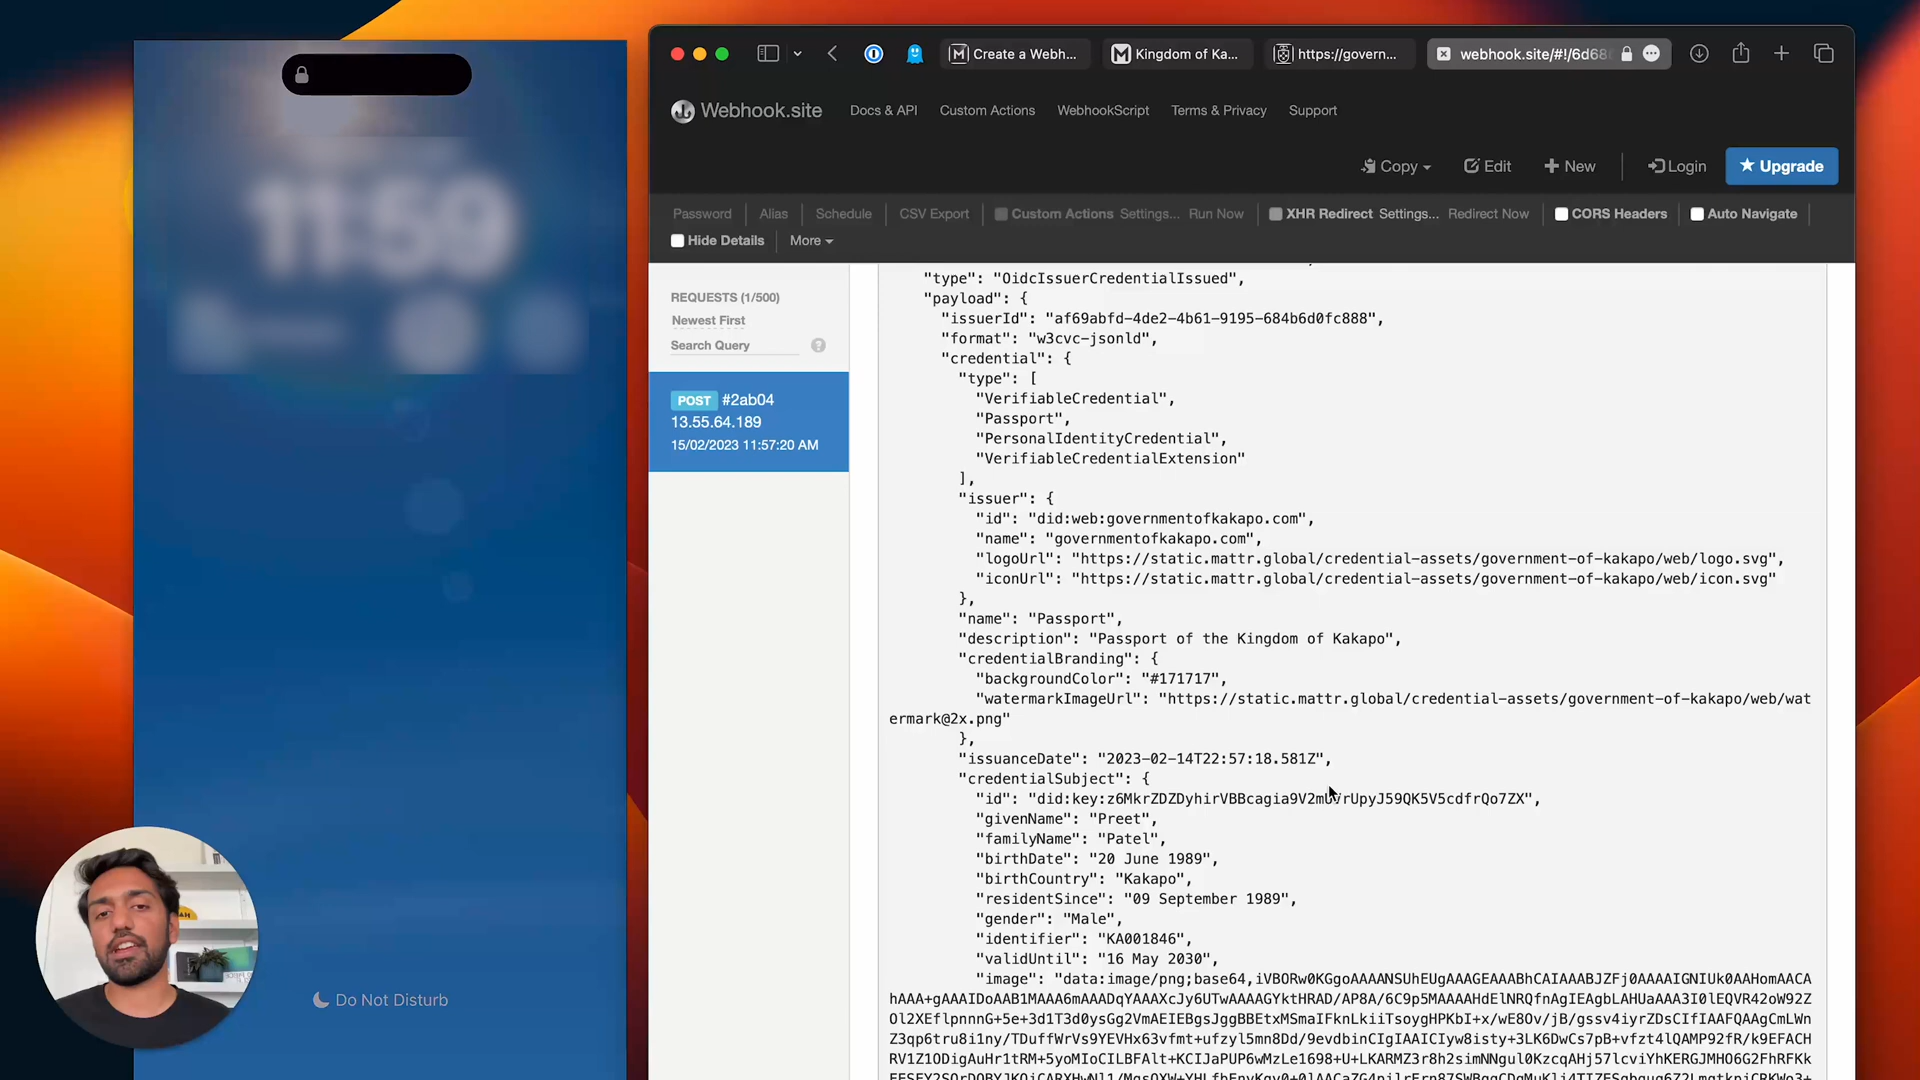 11:59
Do Not Disturb
Create a Webh...
Kingdom of Ka...
https://govern...
webhook.site/#!/6d68
Webhook.site
Docs & API
Custom Actions
WebhookScript
Terms & Privacy
Support
Copy
Edit
New
Login
Upgrade
Password
Alias
Schedule
CSV Export
Custom Actions Settings... Run Now
XHR Redirect Settings... Redirect Now
CORS Headers
Auto Navigate
Hide Details
More
REQUESTS (1/500)
Newest First
Search Query
POST #2ab04
13.55.64.189
15/02/2023 11:57:20 AM
"type": "OidcIssuerCredentialIssued",
"payload": {
"issuerId": "af69abfd-4de2-4b61-9195-684b6d0fc888",
"format": "w3cvc-jsonld",
"credential": {
"type": [
"VerifiableCredential",
"Passport",
"PersonalIdentityCredential",
"VerifiableCredentialExtension"
],
"issuer": {
"id": "did:web:governmentofkakapo.com",
"name": "governmentofkakapo.com",
"logoUrl": "https://static.mattr.global/credential-assets/government-of-kakapo/web/logo.svg",
"iconUrl": "https://static.mattr.global/credential-assets/government-of-kakapo/web/icon.svg"
},
"name": "Passport",
"description": "Passport of the Kingdom of Kakapo",
"credentialBranding": {
"backgroundColor": "#171717",
"watermarkImageUrl": "https://static.mattr.global/credential-assets/government-of-kakapo/web/wat
ermark@2x.png"
},
"issuanceDate": "2023-02-14T22:57:18.581Z",
"credentialSubject": {
"id":
"givenName": "Preet",
"familyName": "Patel",
"birthDate": "20 June 1989",
"birthCountry": "Kakapo",
"residentSince": "09 September 1989",
"gender": "Male",
"identifier": "KA001846",
"validUntil": "16 May 2030",
"image":